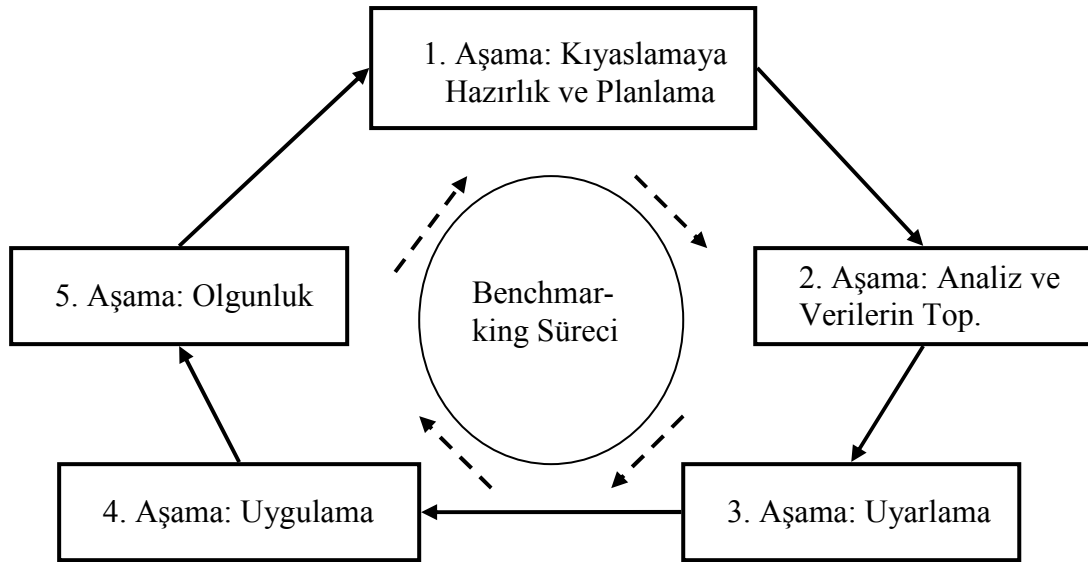 1. Aşama: Kıyaslamaya
Hazırlık ve Planlama
5. Aşama: Olgunluk
Benchmar-
king Süreci
2. Aşama: Analiz ve
Verilerin Top.
4. Aşama: Uygulama
3. Aşama: Uyarlama